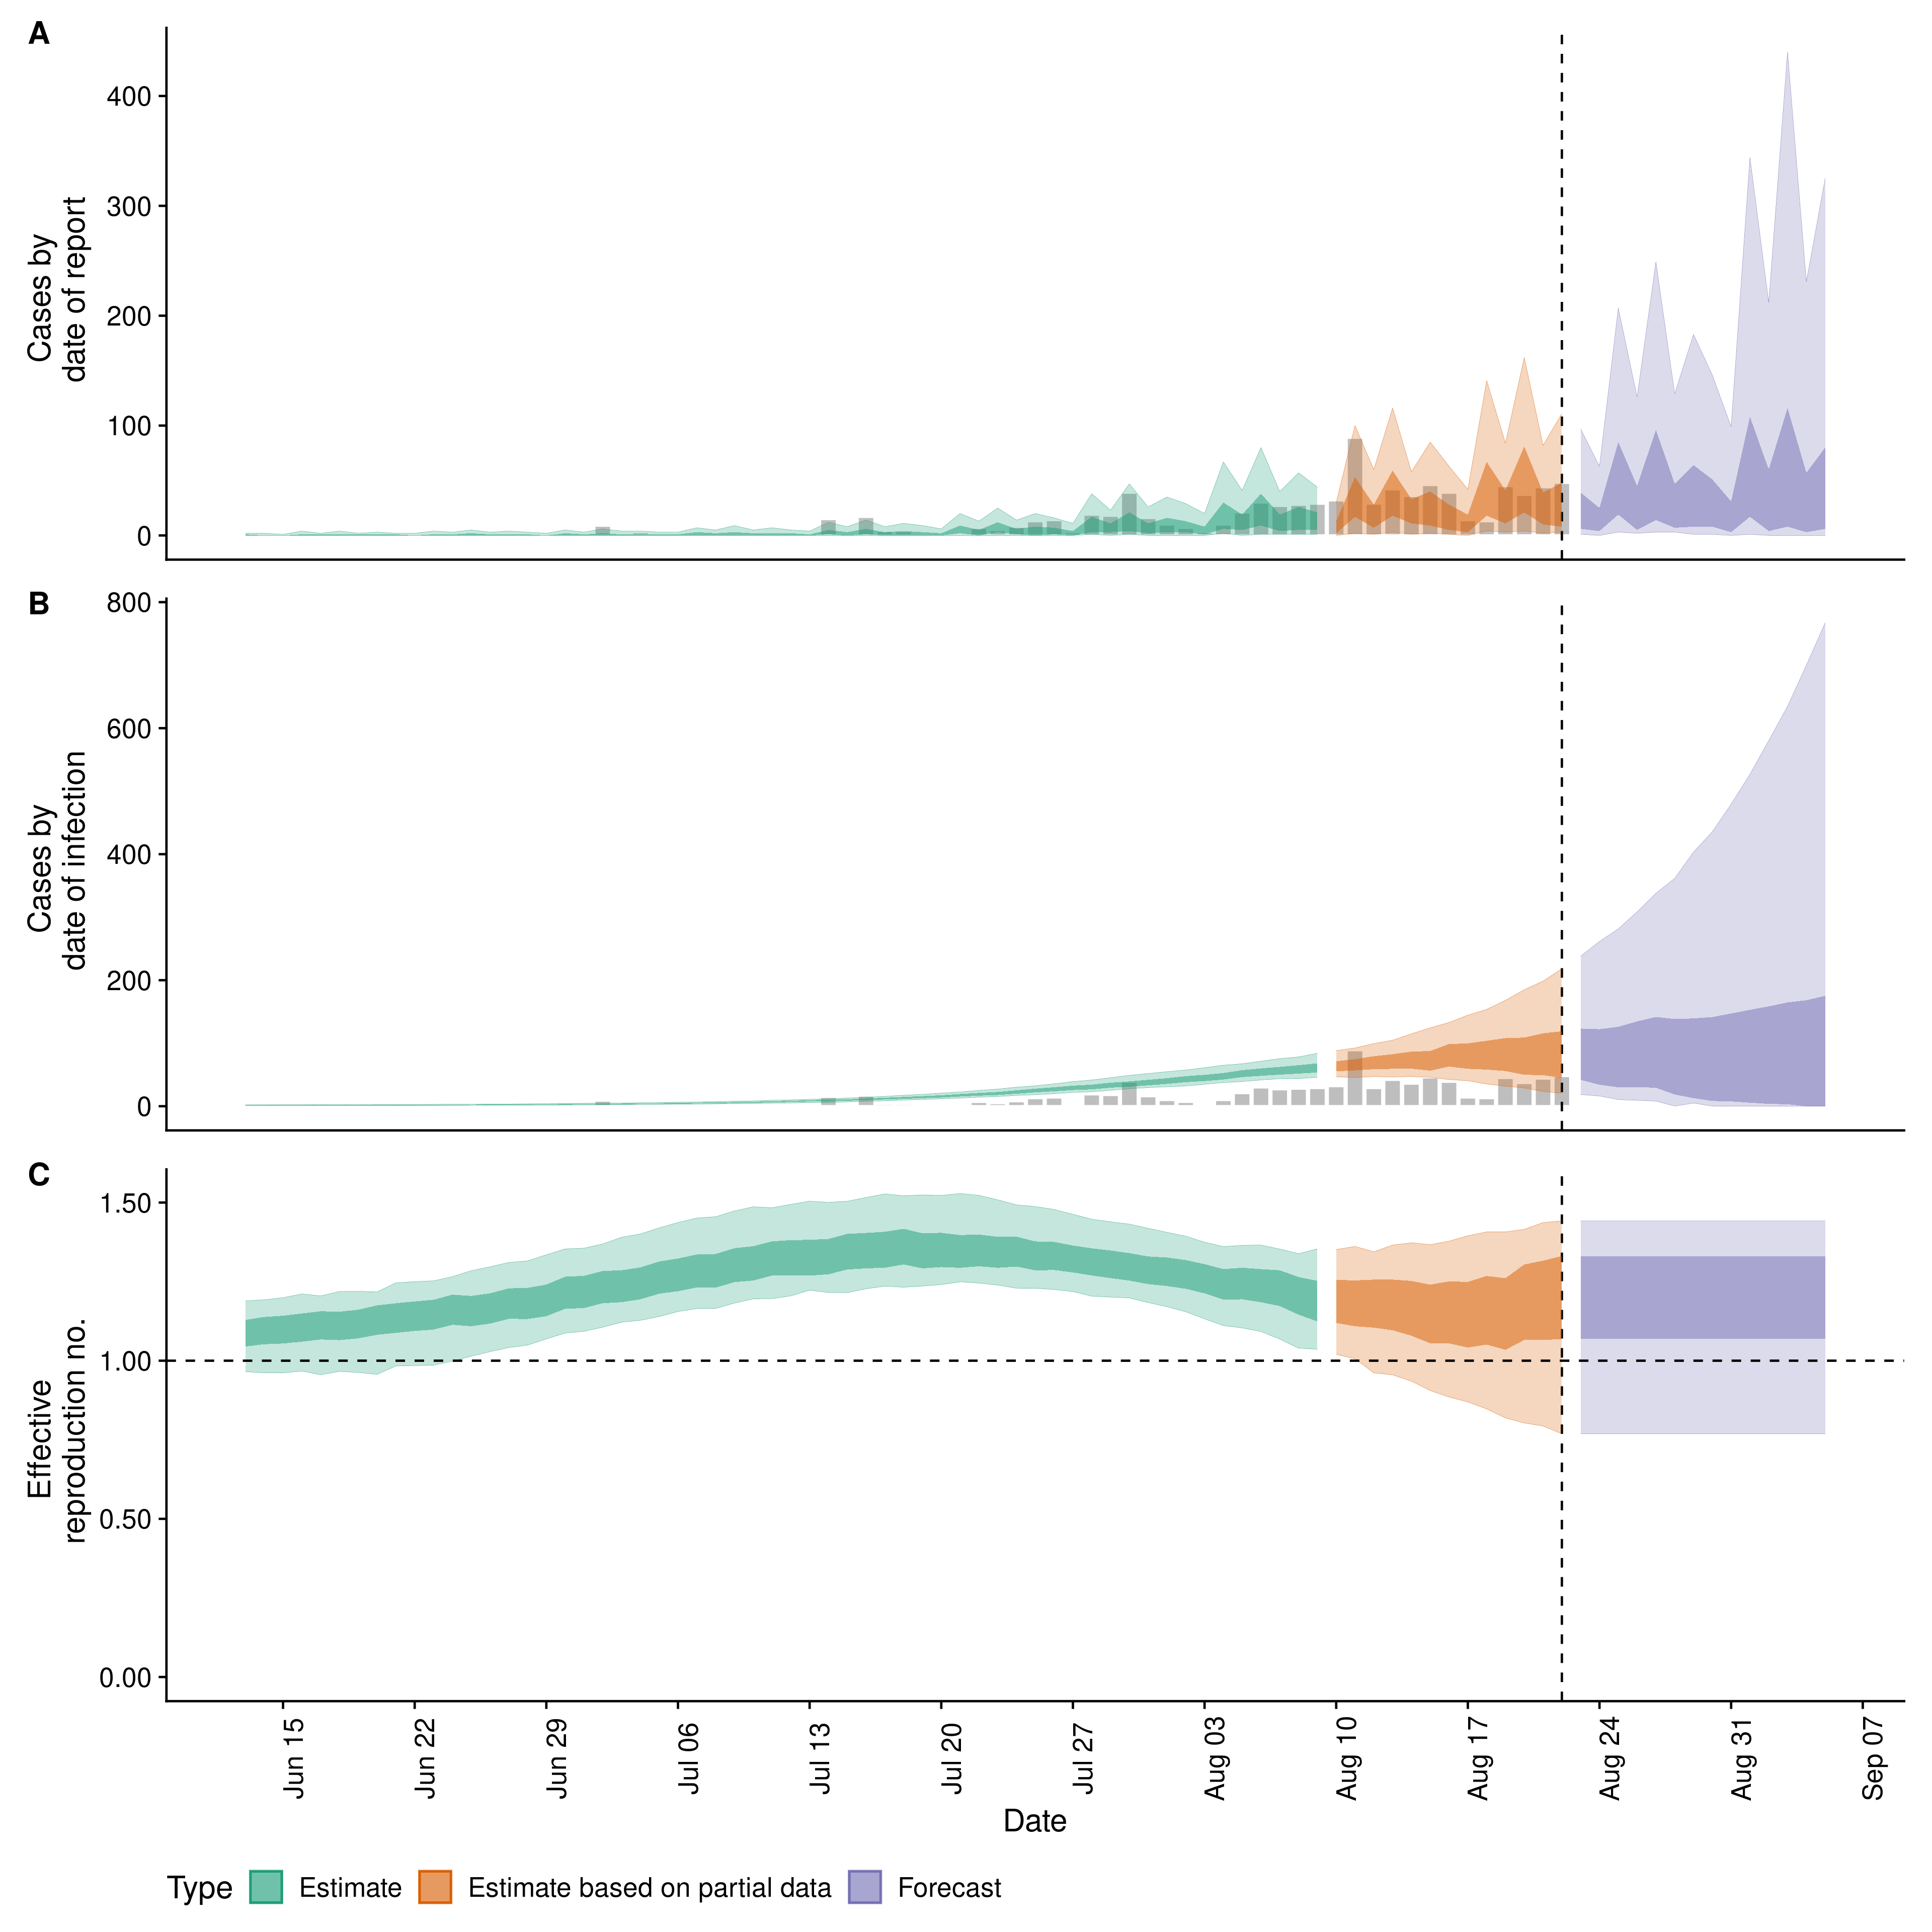 A
Cases by
date of report
400
300
200
100
0
B
Cases by
date of infection
800
600
400
200
0
C
Effective
reproduction no.
1.50
1.00
0.50
0.00
Jun 15
Jun 22
Jun 29
Jul 06
Jul 13
Jul 20
Jul 27
Aug 03
Aug 10
Aug 17
Aug 24
Aug 31
Sep 07
Date
Type Estimate Estimate based on partial data Forecast